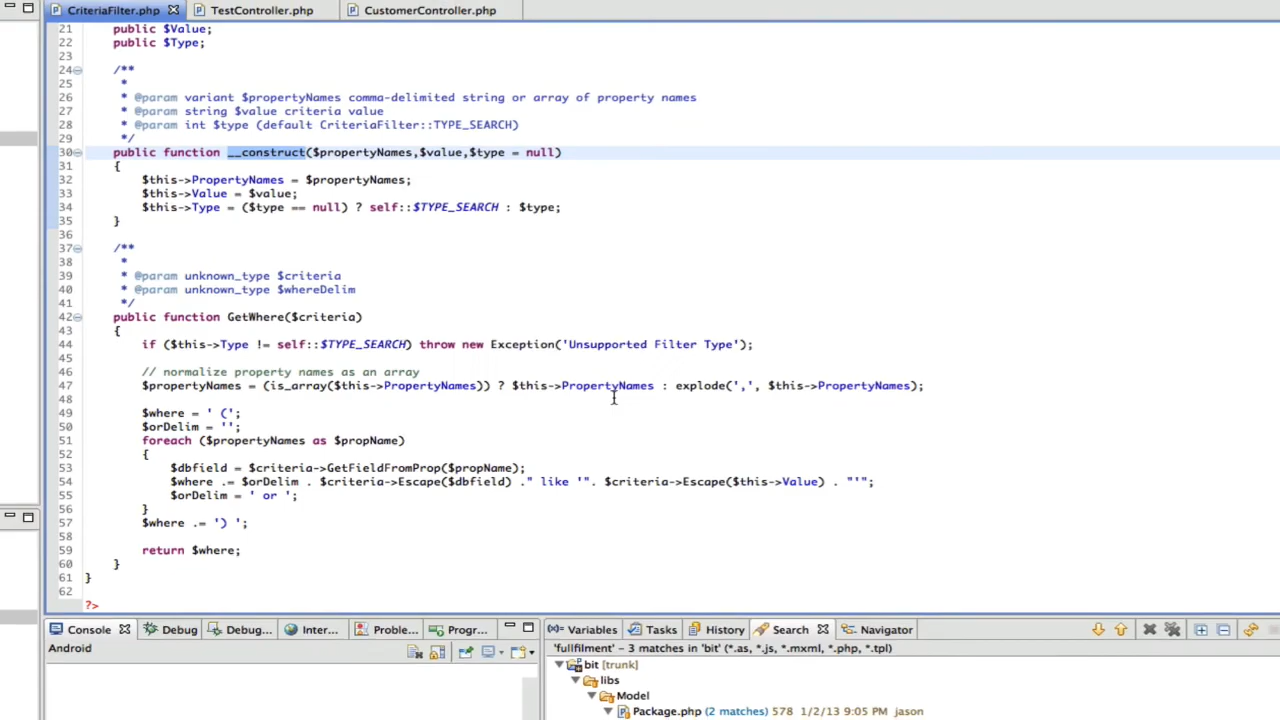 CriteriaFilter.php TestController.php CustomerController.php
21 public $Value;
22 public $Type;
23
24 /**
25 *
26 * @param variant $propertyNames comma-delimited string or array of property names
27 * @param string $value criteria value
28 * @param int $type (default CriteriaFilter::TYPE_SEARCH)
29 */
30 public function __construct($propertyNames,$value,$type = null)
31 {
32 $this->PropertyNames = $propertyNames;
33 $this->Value = $value;
34 $this->Type = ($type == null) ? self::$TYPE_SEARCH : $type;
35 }
36
37 /**
38 *
39 * @param unknown_type $criteria
40 * @param unknown_type $whereDelim
41 */
42 public function GetWhere($criteria)
43 {
44 if ($this->Type != self::$TYPE_SEARCH) throw new Exception('Unsupported Filter Type');
45
46 // normalize property names as an array
47 $propertyNames = (is_array($this->PropertyNames)) ? $this->PropertyNames : explode(',', $this->PropertyNames);
48
49 $where = ' (';
50 $orDelim = '';
51 foreach ($propertyNames as $propName)
52 {
53 $dbfield = $criteria->GetFieldFromProp($propName);
54 $where .= $orDelim . $criteria->Escape($dbfield) ." like '". $criteria->Escape($this->Value) . "'";
55 $orDelim = ' or ';
56 }
57 $where .= ') ';
58
59 return $where;
60 }
61 }
62
?>
Console Debug Debug... Inter... Proble... Progr...
Android
Variables Tasks History Search Navigator
'fullfilment' - 3 matches in 'bit' (*.as, *.js, *.mxml, *.php, *.tpl)
bit [trunk]
libs
Model
Package.php (2 matches) 578 1/2/13 9:05 PM jason